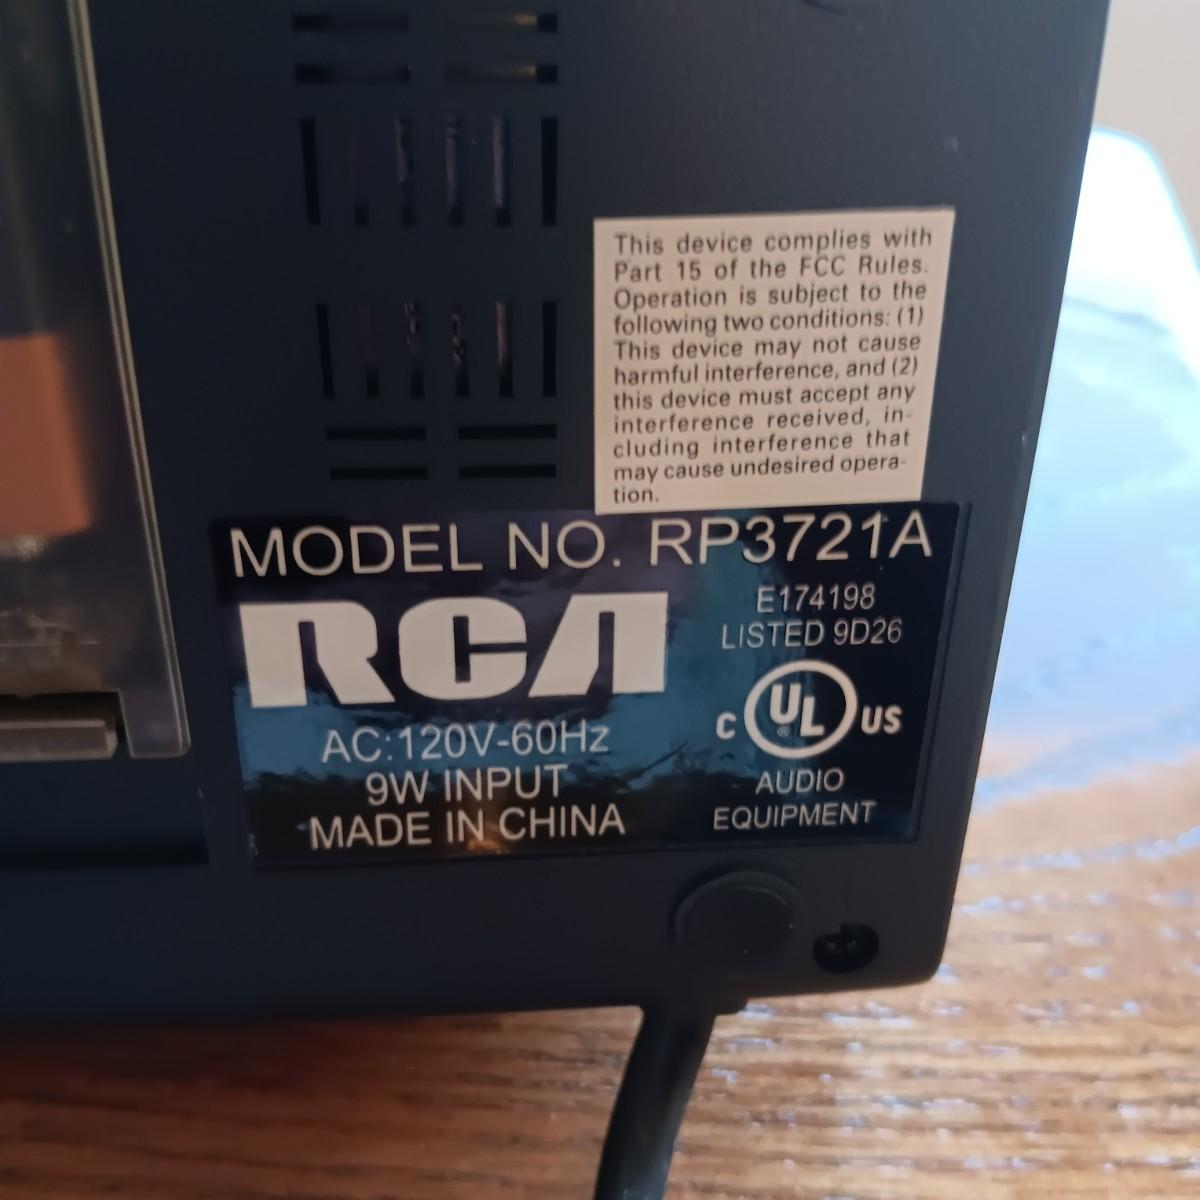 This device complies with
Part 15 of the FCC Rules.
Operation is subject to the
following two conditions: (1)
This device may not cause
harmful interference, and (2)
this device must accept any
interference received, in-
cluding interference that
may cause undesired opera-
tion.
MODEL NO. RP3721A
RCA
AC:120V-60Hz
9W INPUT
MADE IN CHINA
E174198
LISTED 9D26
C UL ® US
AUDIO
EQUIPMENT